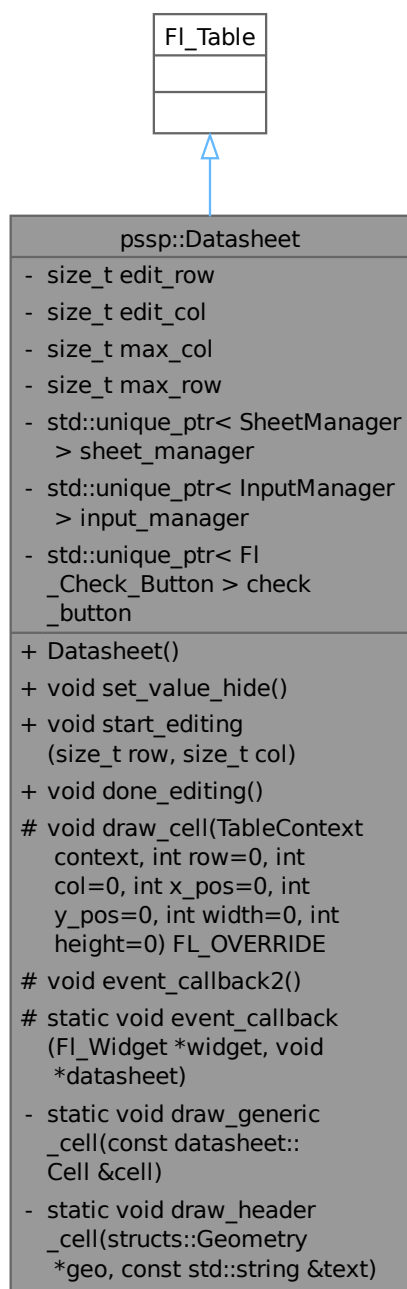 Fl_Table
pssp::Datasheet
- size_t edit_row
- size_t edit_col
- size_t max_col
- size_t max_row
- std::unique_ptr< SheetManager
> sheet_manager
- std::unique_ptr< InputManager
> input_manager
- std::unique_ptr< Fl
_Check_Button > check
_button
+ Datasheet()
+ void set_value_hide()
+ void start_editing
(size_t row, size_t col)
+ void done_editing()
# void draw_cell(TableContext
context, int row=0, int
col=0, int x_pos=0, int
y_pos=0, int width=0, int
height=0) FL_OVERRIDE
# void event_callback2()
# static void event_callback
(Fl_Widget *widget, void
*datasheet)
- static void draw_generic
_cell(const datasheet::
Cell &cell)
- static void draw_header
_cell(structs::Geometry
*geo, const std::string &text)